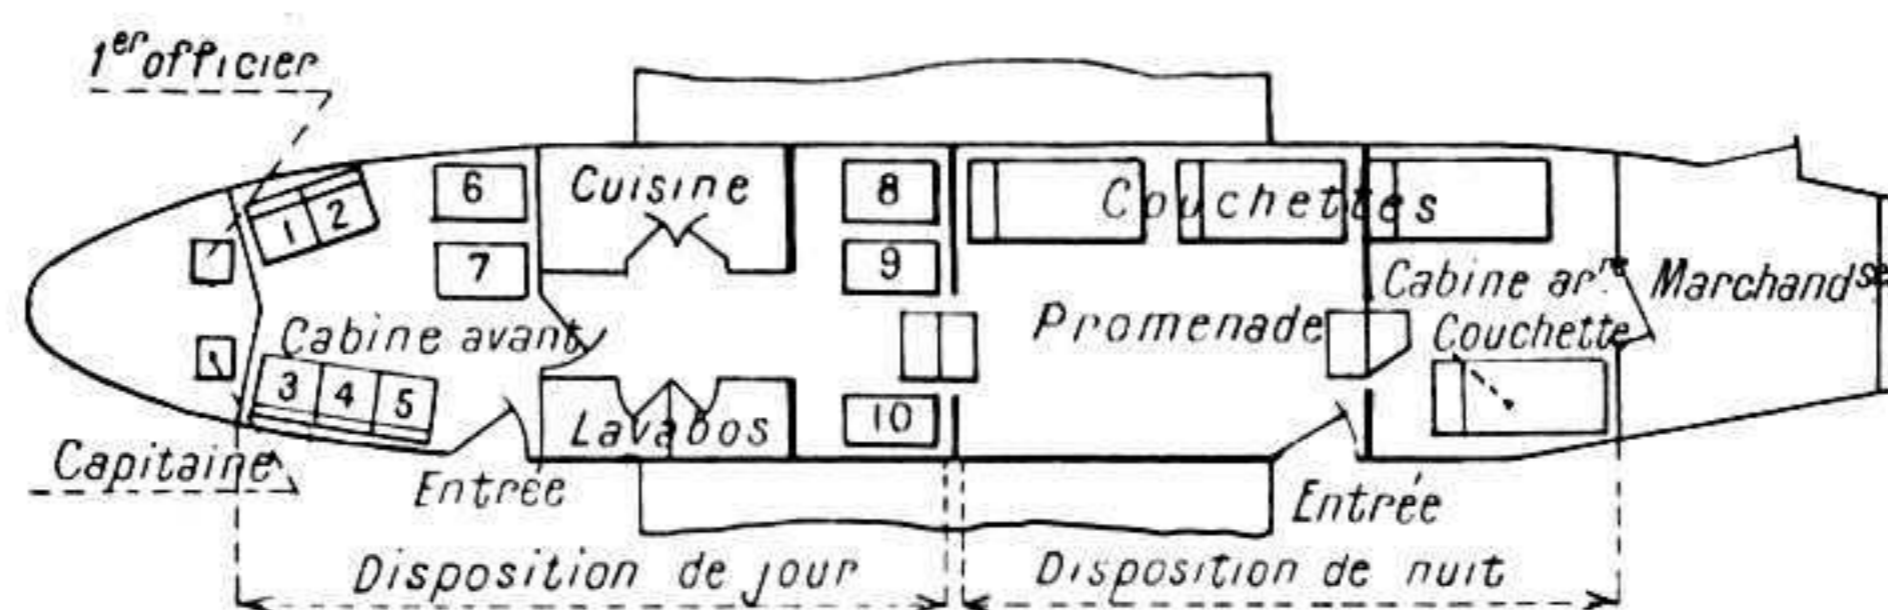 1er officier
1 2
6
7
Cuisine
8
9
Couchettes
Cabine avant
3 4 5
Lavabos
10
Promenade
Cabine arre
Couchette
Marchandses
Capitaine
Entrée
Entrée
Disposition de jour
Disposition de nuit